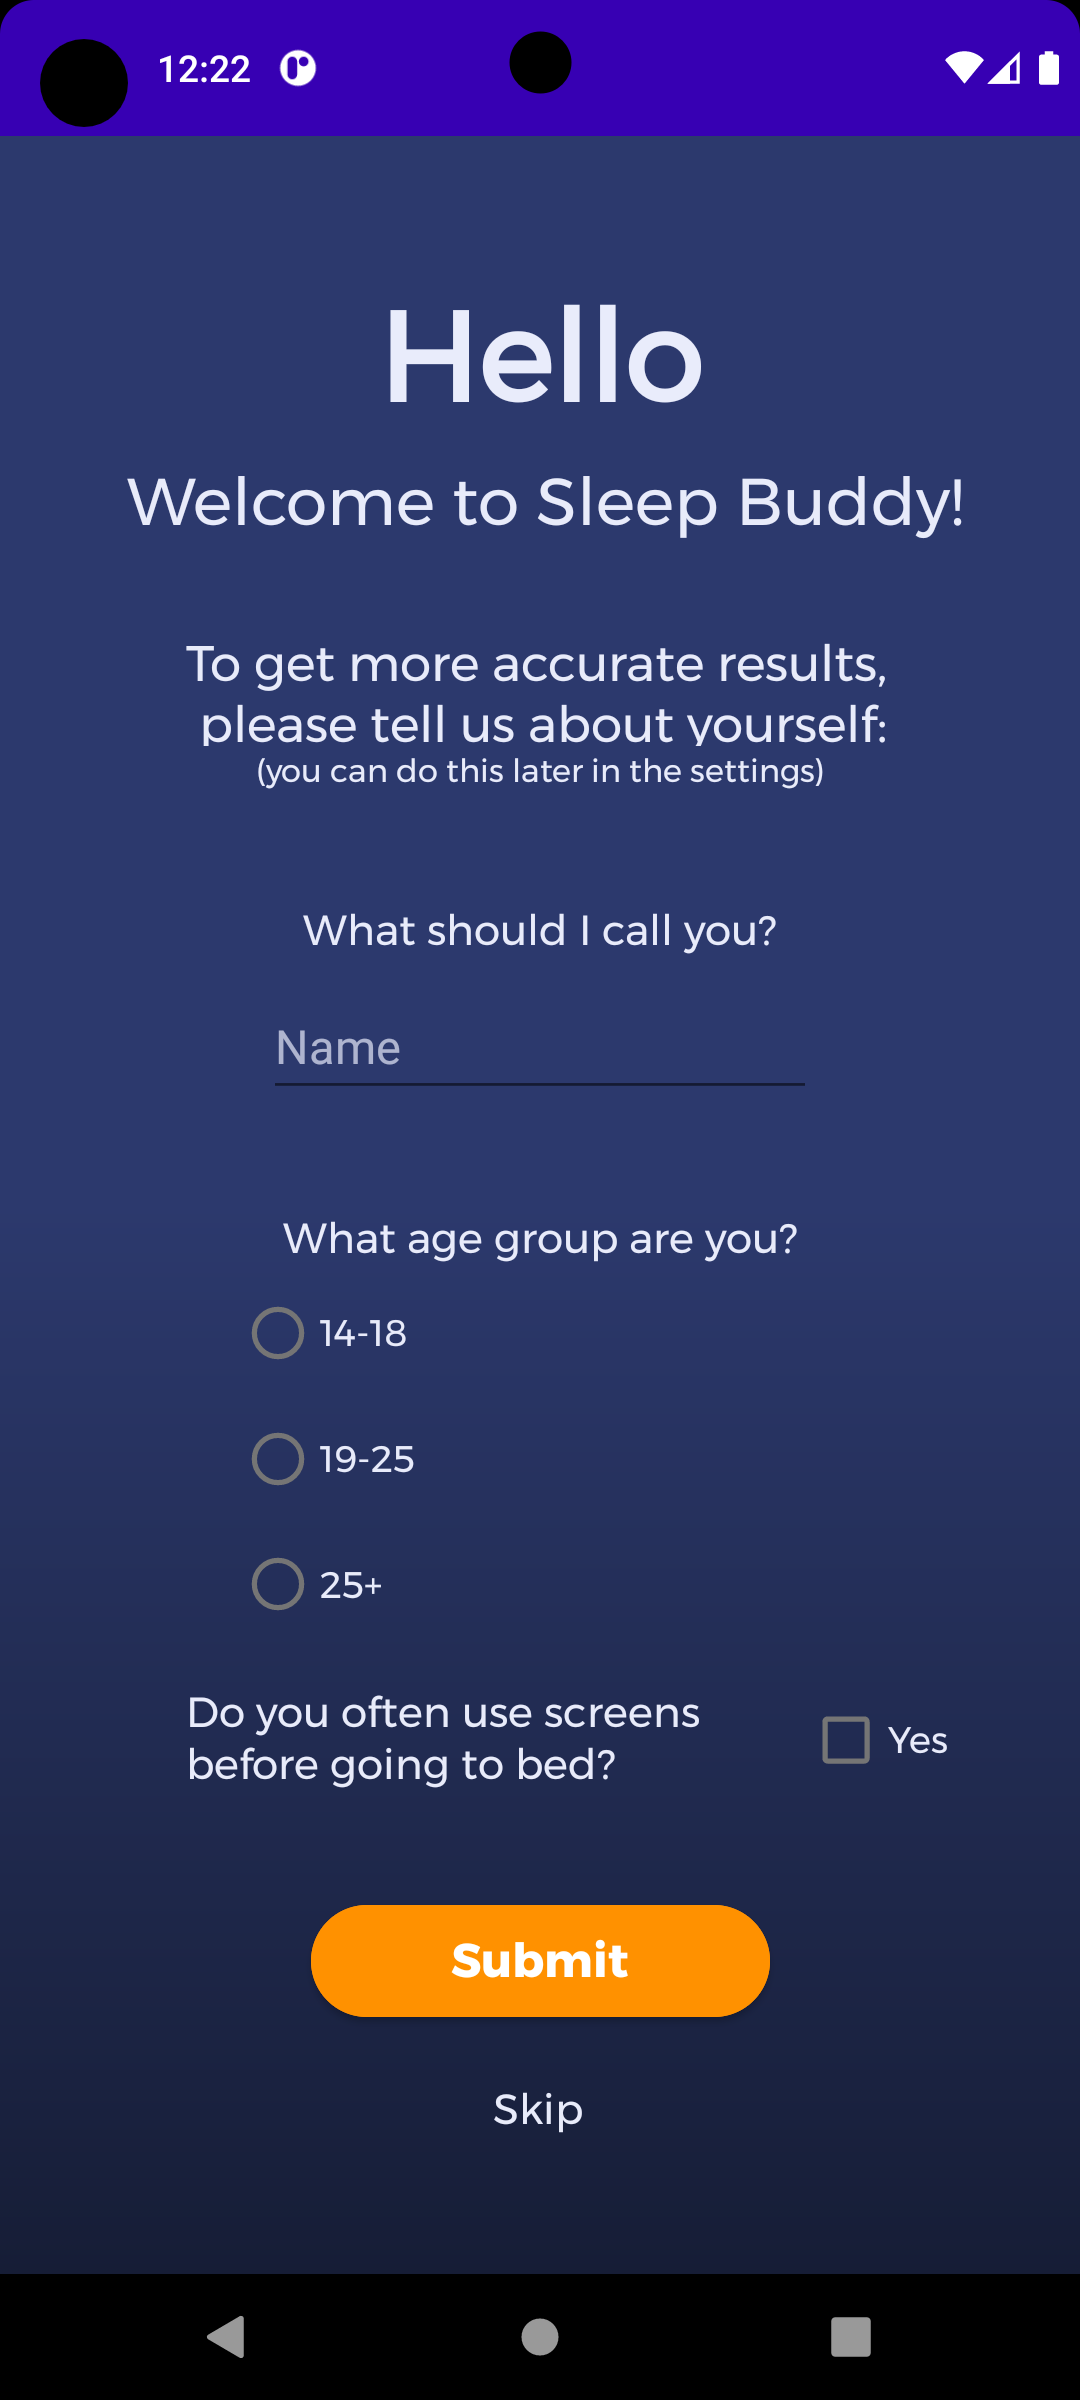 12:22
Hello
Welcome to Sleep Buddy!
To get more accurate results,
please tell us about yourself:
(you can do this later in the settings)
What should I call you?
Name
What age group are you?
14-18
19-25
25+
Do you often use screens
before going to bed?
Yes
Submit
Skip